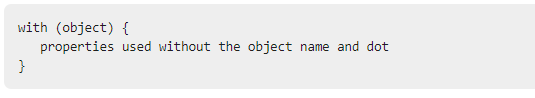 with (object) {
   properties used without the object name and dot
}